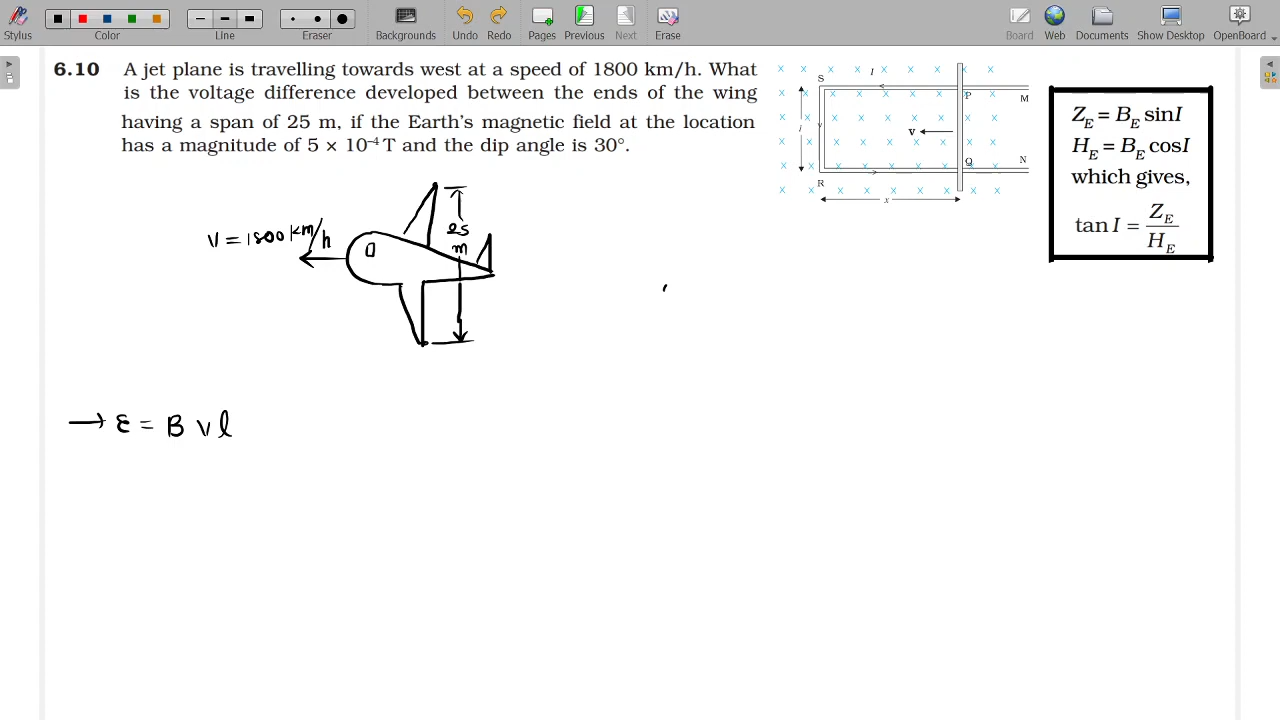 Stylus
Color
Line
Eraser
Backgrounds
Undo
Redo
Pages
Previous
Next
Erase
Board
Web
Documents
Show Desktop
OpenBoard
6.10 A jet plane is travelling towards west at a speed of 1800 km/h. What
is the voltage difference developed between the ends of the wing
having a span of 25 m, if the Earth's magnetic field at the location
has a magnitude of 5 × 10⁻⁴ T and the dip angle is 30°.
S
I
P
M
l
v
v
R
Q
N
x
Z_E = B_E sinI
H_E = B_E cosI
which gives,
tan I = Z_E / H_E
V = 1800 km/h
25
m
→ ε = B v l